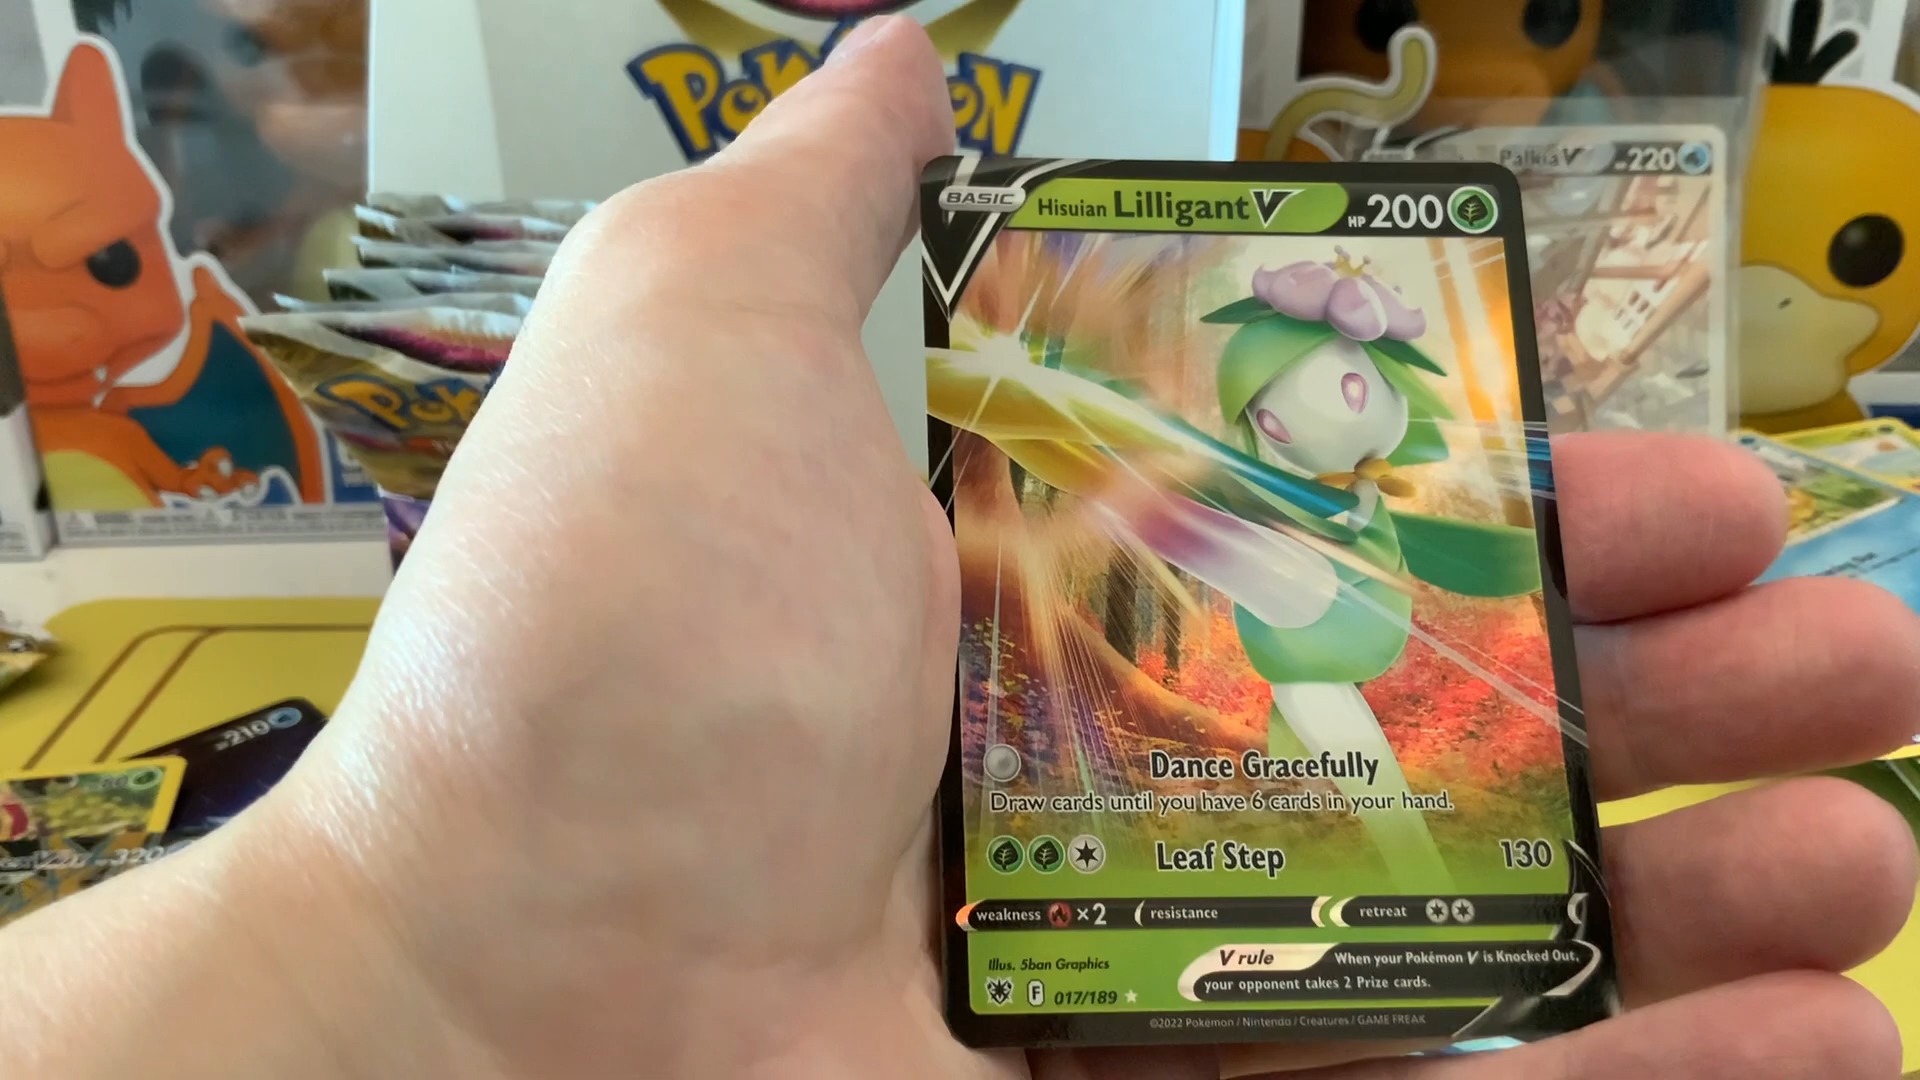 POKÉMON
Palkia V 220
BASIC Hisuian Lilligant V HP 200
210
320
Dance Gracefully
Draw cards until you have 6 cards in your hand.
Leaf Step 130
weakness ×2 resistance retreat
V rule When your Pokémon V is Knocked Out,
your opponent takes 2 Prize cards.
Illus. 5ban Graphics
F 017/189
©2022 Pokémon / Nintendo / Creatures / GAME FREAK